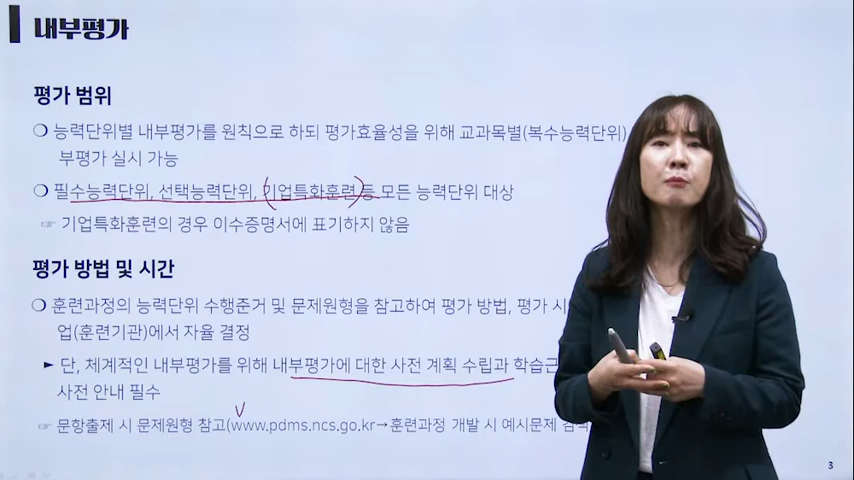 내부평가
평가 범위
❍ 능력단위별 내부평가를 원칙으로 하되 평가효율성을 위해 교과목별(복수능력단위)
부평가 실시 가능
❍ 필수능력단위, 선택능력단위, (기업특화훈련)등 모든 능력단위 대상
☞ 기업특화훈련의 경우 이수증명서에 표기하지 않음
평가 방법 및 시간
❍ 훈련과정의 능력단위 수행준거 및 문제원형을 참고하여 평가 방법, 평가
업(훈련기관)에서 자율 결정
► 단, 체계적인 내부평가를 위해 내부평가에 대한 사전 계획 수립과 학습근
사전 안내 필수
☞ 문항출제 시 문제원형 참고(www.pdms.ncs.go.kr→훈련과정 개발 시 예시문제 검색
3